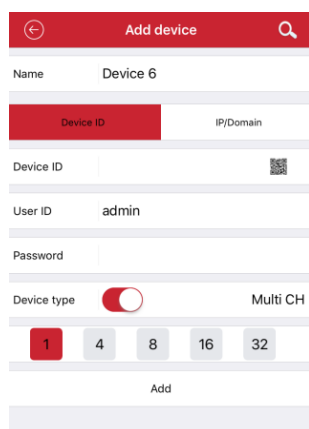 Add device
Name Device 6
Device ID IP/Domain
Device ID
User ID admin
Password
Device type Multi CH
1 4 8 16 32
Add